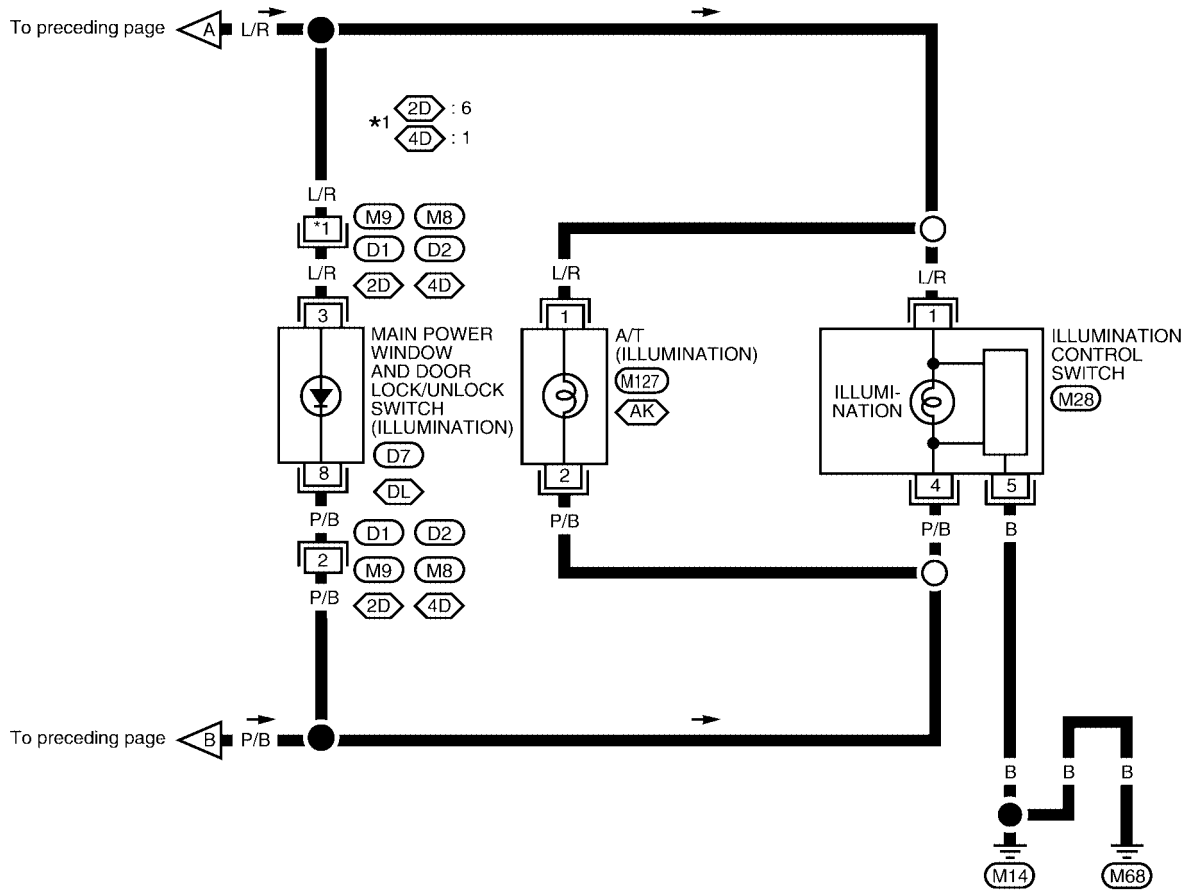 To preceding page A L/R
*1 2D : 6
4D : 1
L/R
*1 M9 M8
D1 D2
L/R 2D 4D
3
MAIN POWER
WINDOW
AND DOOR
LOCK/UNLOCK
SWITCH
(ILLUMINATION)
D7
8
DL
P/B
D1 D2
2
M9 M8
P/B
2D 4D
L/R
1
A/T
(ILLUMINATION)
M127
AK
2
P/B
L/R
1
ILLUMI-
NATION
ILLUMINATION
CONTROL
SWITCH
M28
4 5
P/B B
To preceding page B P/B
B B B
M14 M68